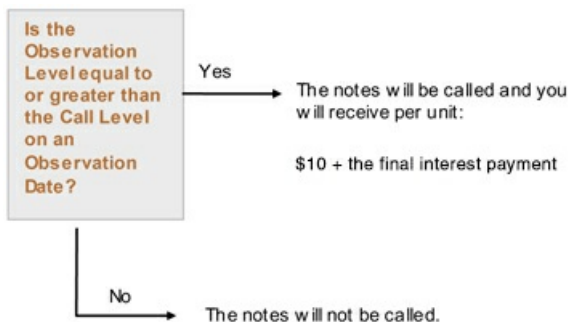 Is the
Observation
Level equal to
or greater than
the Call Level
on an
Observation
Date?
Yes
The notes will be called and you
will receive per unit:
$10 + the final interest payment
No
The notes will not be called.